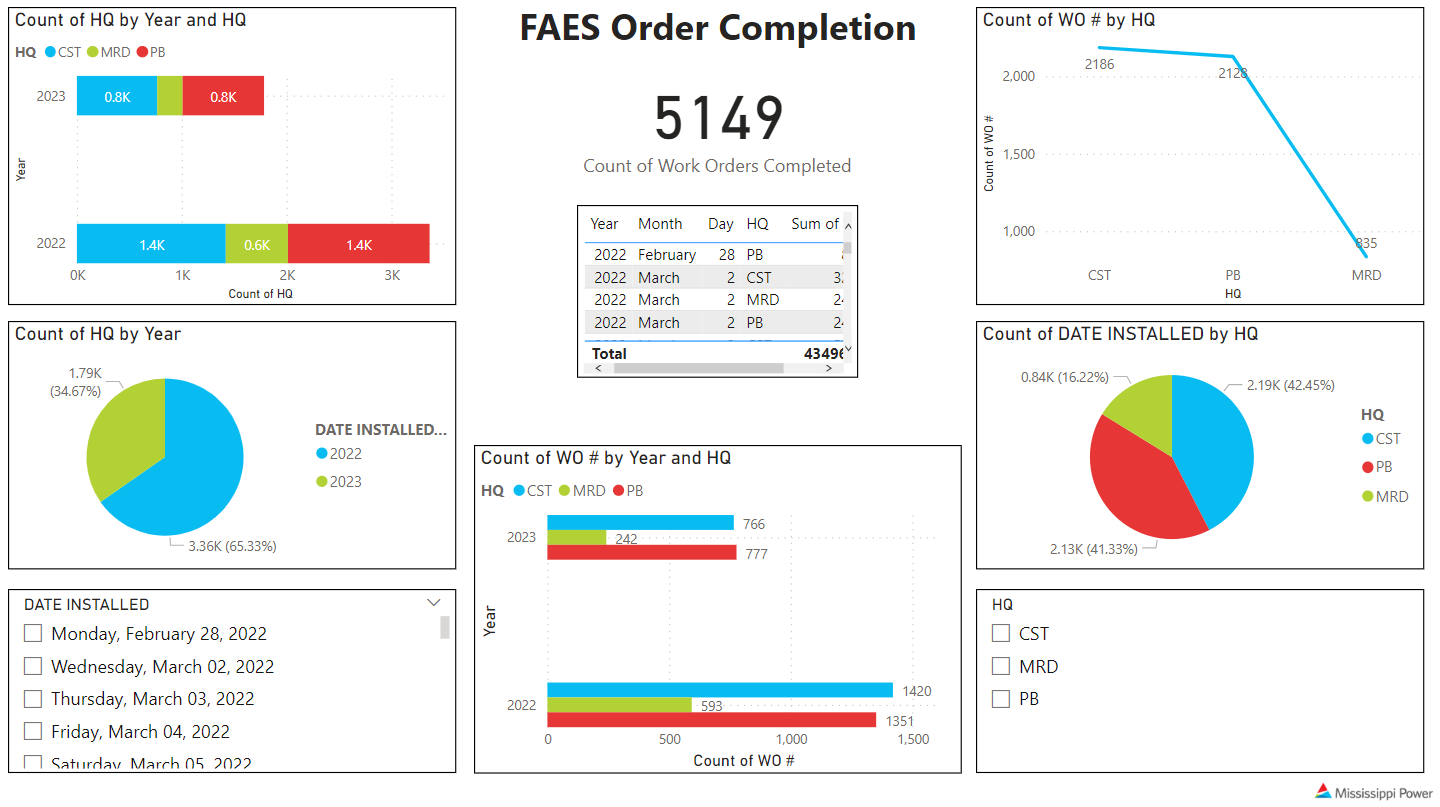 Count of HQ by Year and HQ
HQ CST MRD PB
2023
0.8K 0.8K
Year
2022
1.4K 0.6K 1.4K
0K 1K 2K 3K
Count of HQ
FAES Order Completion
5149
Count of Work Orders Completed
Year Month Day HQ Sum of
2022 February 28 PB
2022 March 2 CST
2022 March 2 MRD
2022 March 2 PB
Total 43496
Count of WO # by HQ
2186
2128
835
2,000
1,500
1,000
Count of WO #
CST PB MRD
HQ
Count of HQ by Year
1.79K
(34.67%)
3.36K (65.33%)
DATE INSTALLED...
2022
2023
Count of WO # by Year and HQ
HQ CST MRD PB
2023
766
242
777
Year
2022
1420
593
1351
0 500 1,000 1,500
Count of WO #
Count of DATE INSTALLED by HQ
0.84K (16.22%)
2.19K (42.45%)
2.13K (41.33%)
HQ
CST
PB
MRD
DATE INSTALLED
Monday, February 28, 2022
Wednesday, March 02, 2022
Thursday, March 03, 2022
Friday, March 04, 2022
Saturday, March 05, 2022
HQ
CST
MRD
PB
Mississippi Power